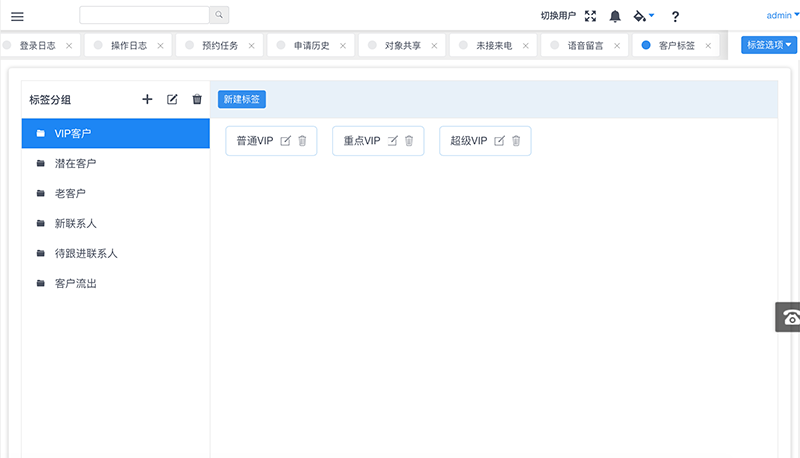 切换用户 ? admin
登录日志 操作日志 预约任务 申请历史 对象共享 未接来电 语音留言 客户标签 标签选项
标签分组
新建标签
VIP客户
普通VIP 重点VIP 超级VIP
潜在客户
老客户
新联系人
待跟进联系人
客户流出